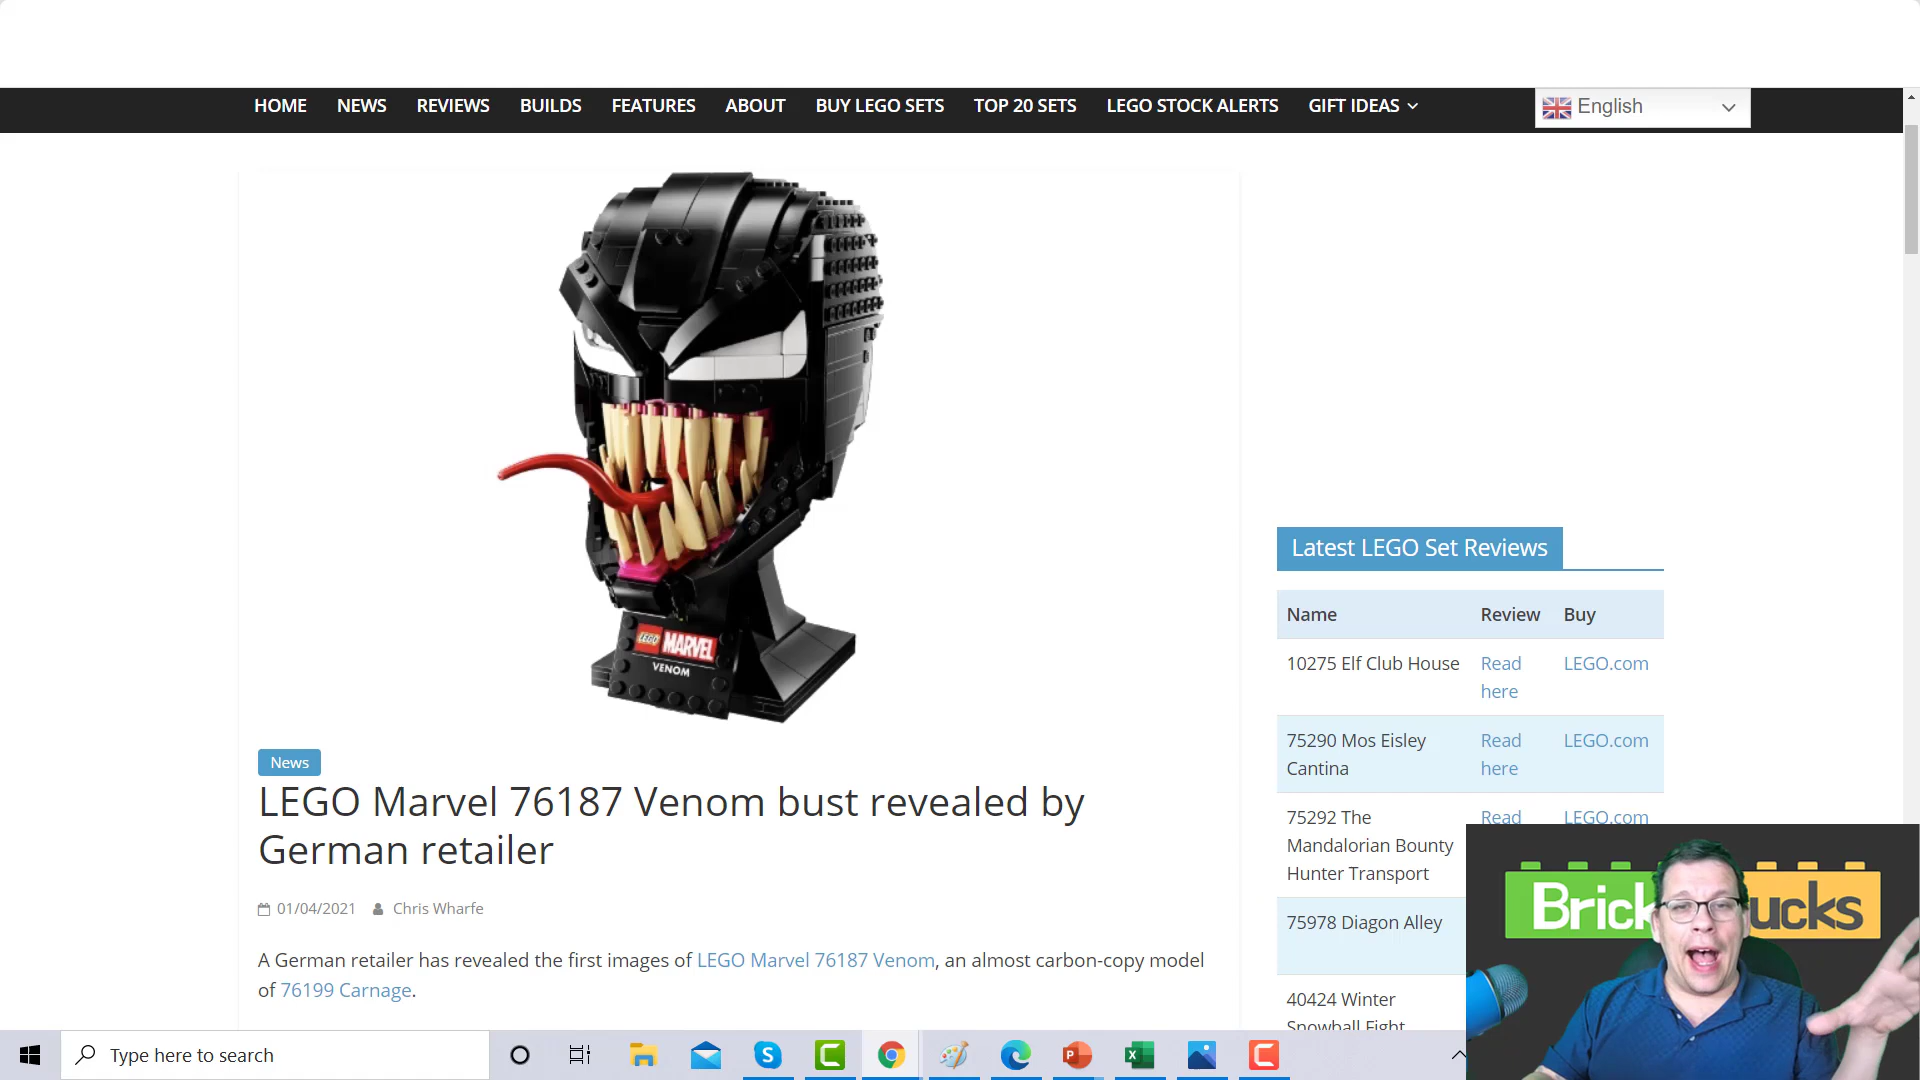 HOME NEWS REVIEWS BUILDS FEATURES ABOUT BUY LEGO SETS TOP 20 SETS LEGO STOCK ALERTS GIFT IDEAS
English
LEGO MARVEL
VENOM
News
LEGO Marvel 76187 Venom bust revealed by
German retailer
01/04/2021 Chris Wharfe
A German retailer has revealed the first images of LEGO Marvel 76187 Venom, an almost carbon-copy model
of 76199 Carnage.
Latest LEGO Set Reviews
Name Review Buy
10275 Elf Club House Read LEGO.com
here
75290 Mos Eisley Read LEGO.com
Cantina here
75292 The Read LEGO.com
Mandalorian Bounty
Hunter Transport
75978 Diagon Alley
40424 Winter
Snowball Fight
Brick ucks
Type here to search